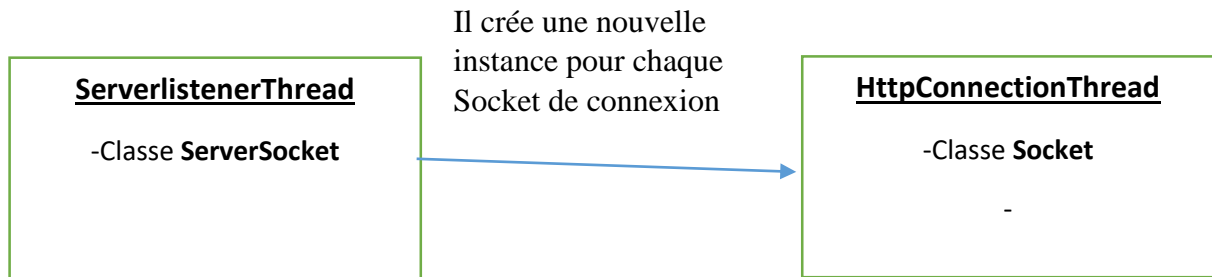 Il crée une nouvelle
instance pour chaque
Socket de connexion
ServerlistenerThread
-Classe ServerSocket
HttpConnectionThread
-Classe Socket
-